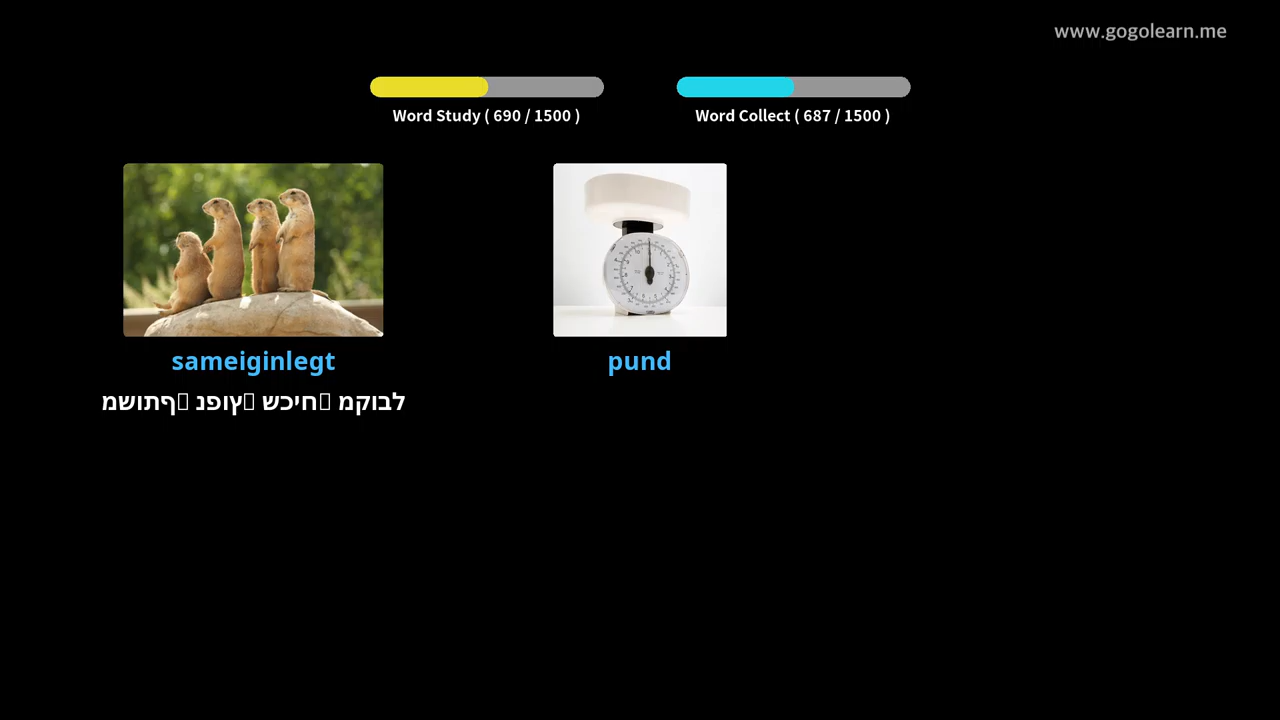 www.gogolearn.me
Word Study ( 690 / 1500 )
Word Collect ( 687 / 1500 )
sameiginlegt
pund
משותף▯ נפוץ▯ שכיח▯ מקובל